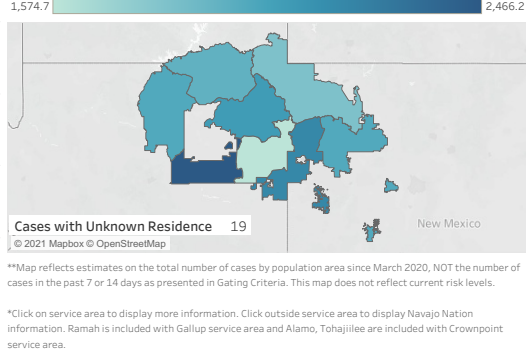 1,574.7 2,466.2
New Mexico
Cases with Unknown Residence 19
© 2021 Mapbox © OpenStreetMap
**Map reflects estimates on the total number of cases by population area since March 2020, NOT the number of
cases in the past 7 or 14 days as presented in Gating Criteria. This map does not reflect current risk levels.
*Click on service area to display more information. Click outside service area to display Navajo Nation
information. Ramah is included with Gallup service area and Alamo, Tohajiilee are included with Crownpoint
service area.